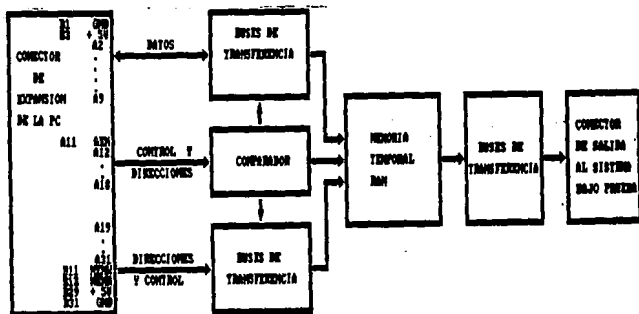 B1 GND
B3 + 5V
A2
CONECTOR
DE
EXPANSION
DE LA PC
A9
A11 AEN
A12
A18
A19
A31
B11
B12
B29 + 5V
B31 GND
DATOS
CONTROL Y
DIRECCIONES
DIRECCIONES
Y CONTROL
BUSES DE
TRANSFERENCIA
COMPARADOR
BUSES DE
TRANSFERENCIA
MEMORIA
TEMPORAL
RAM
BUSES DE
TRANSFERENCIA
CONECTOR
DE SALIDA
AL SISTEMA
BAJO PRUEBA